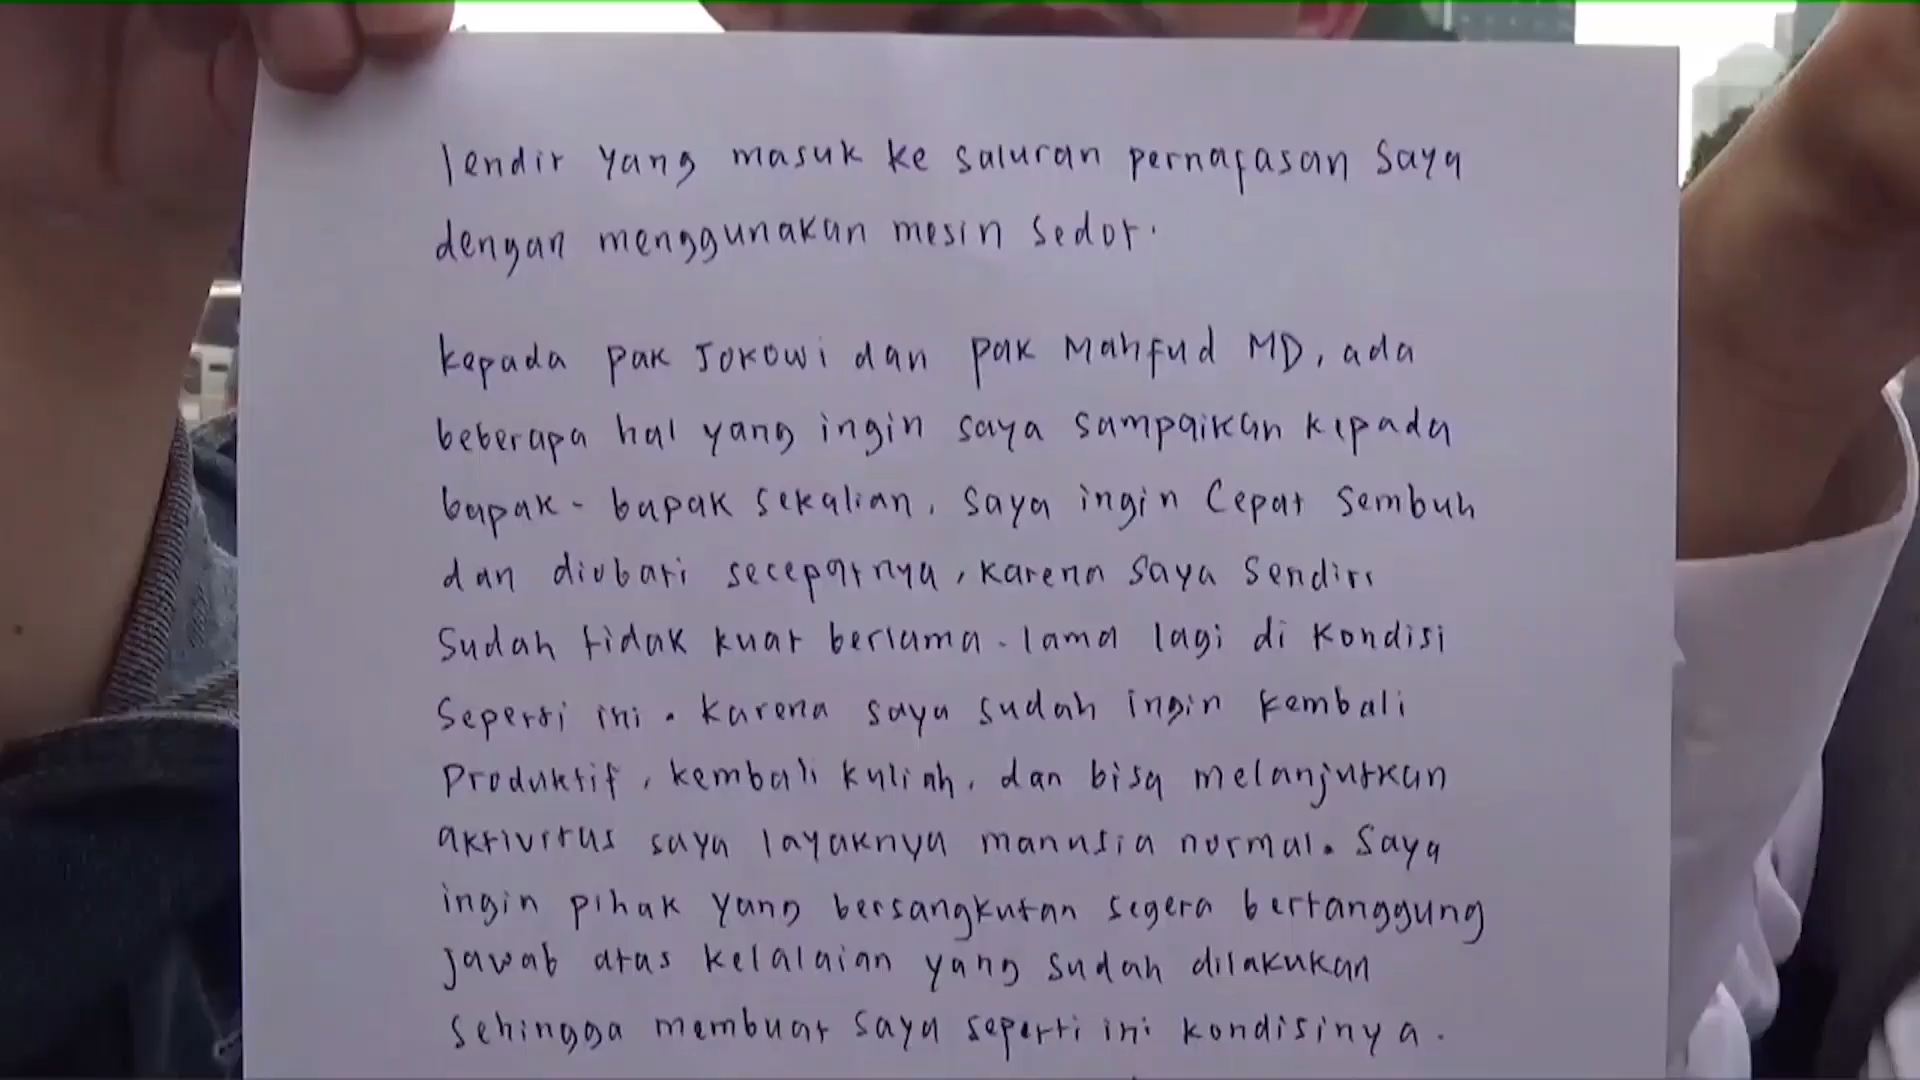 lendir yang masuk ke saluran pernafasan saya
dengan menggunakan mesin sedot.
kepada pak Jokowi dan pak Mahfud MD, ada
beberapa hal yang ingin saya sampaikan kepada
bapak-bapak sekalian, saya ingin cepat sembuh
dan diobati secepatnya, karena saya sendiri
sudah tidak kuat berlama-lama lagi di kondisi
seperti ini. karena saya sudah ingin kembali
produktif, kembali kuliah, dan bisa melanjutkan
aktivitas saya layaknya manusia normal. saya
ingin pihak yang bersangkutan segera bertanggung
jawab atas kelalaian yang sudah dilakukan
sehingga membuat saya seperti ini kondisinya.